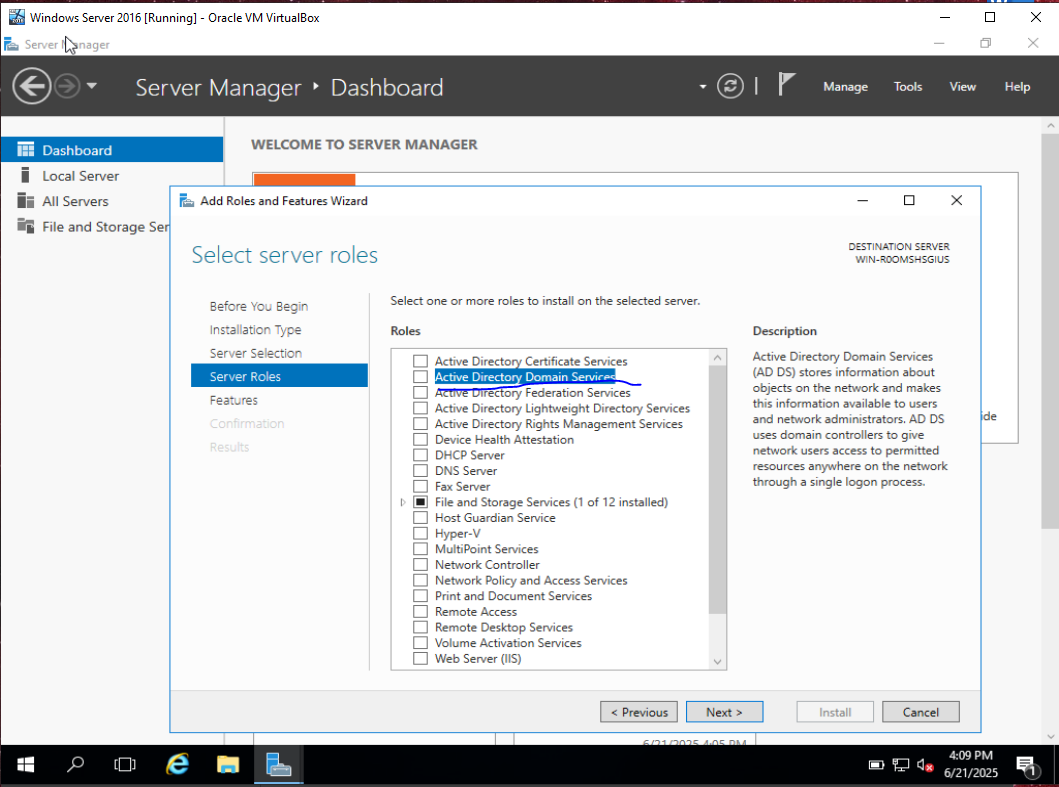 Windows Server 2016 [Running] - Oracle VM VirtualBox
Server Manager
Server Manager ‣ Dashboard
Manage Tools View Help
Dashboard
Local Server
All Servers
File and Storage Ser
WELCOME TO SERVER MANAGER
Add Roles and Features Wizard
Select server roles
DESTINATION SERVER
WIN-R0OMSHSGIUS
Before You Begin
Installation Type
Server Selection
Server Roles
Features
Confirmation
Results
Select one or more roles to install on the selected server.
Roles
Active Directory Certificate Services
Active Directory Domain Services
Active Directory Federation Services
Active Directory Lightweight Directory Services
Active Directory Rights Management Services
Device Health Attestation
DHCP Server
DNS Server
Fax Server
File and Storage Services (1 of 12 installed)
Host Guardian Service
Hyper-V
MultiPoint Services
Network Controller
Network Policy and Access Services
Print and Document Services
Remote Access
Remote Desktop Services
Volume Activation Services
Web Server (IIS)
Description
Active Directory Domain Services
(AD DS) stores information about
objects on the network and makes
this information available to users
and network administrators. AD DS
uses domain controllers to give
network users access to permitted
resources anywhere on the network
through a single logon process.
ide
< Previous
Next >
Install
Cancel
6/21/2025 4:05 PM
4:09 PM
6/21/2025
1